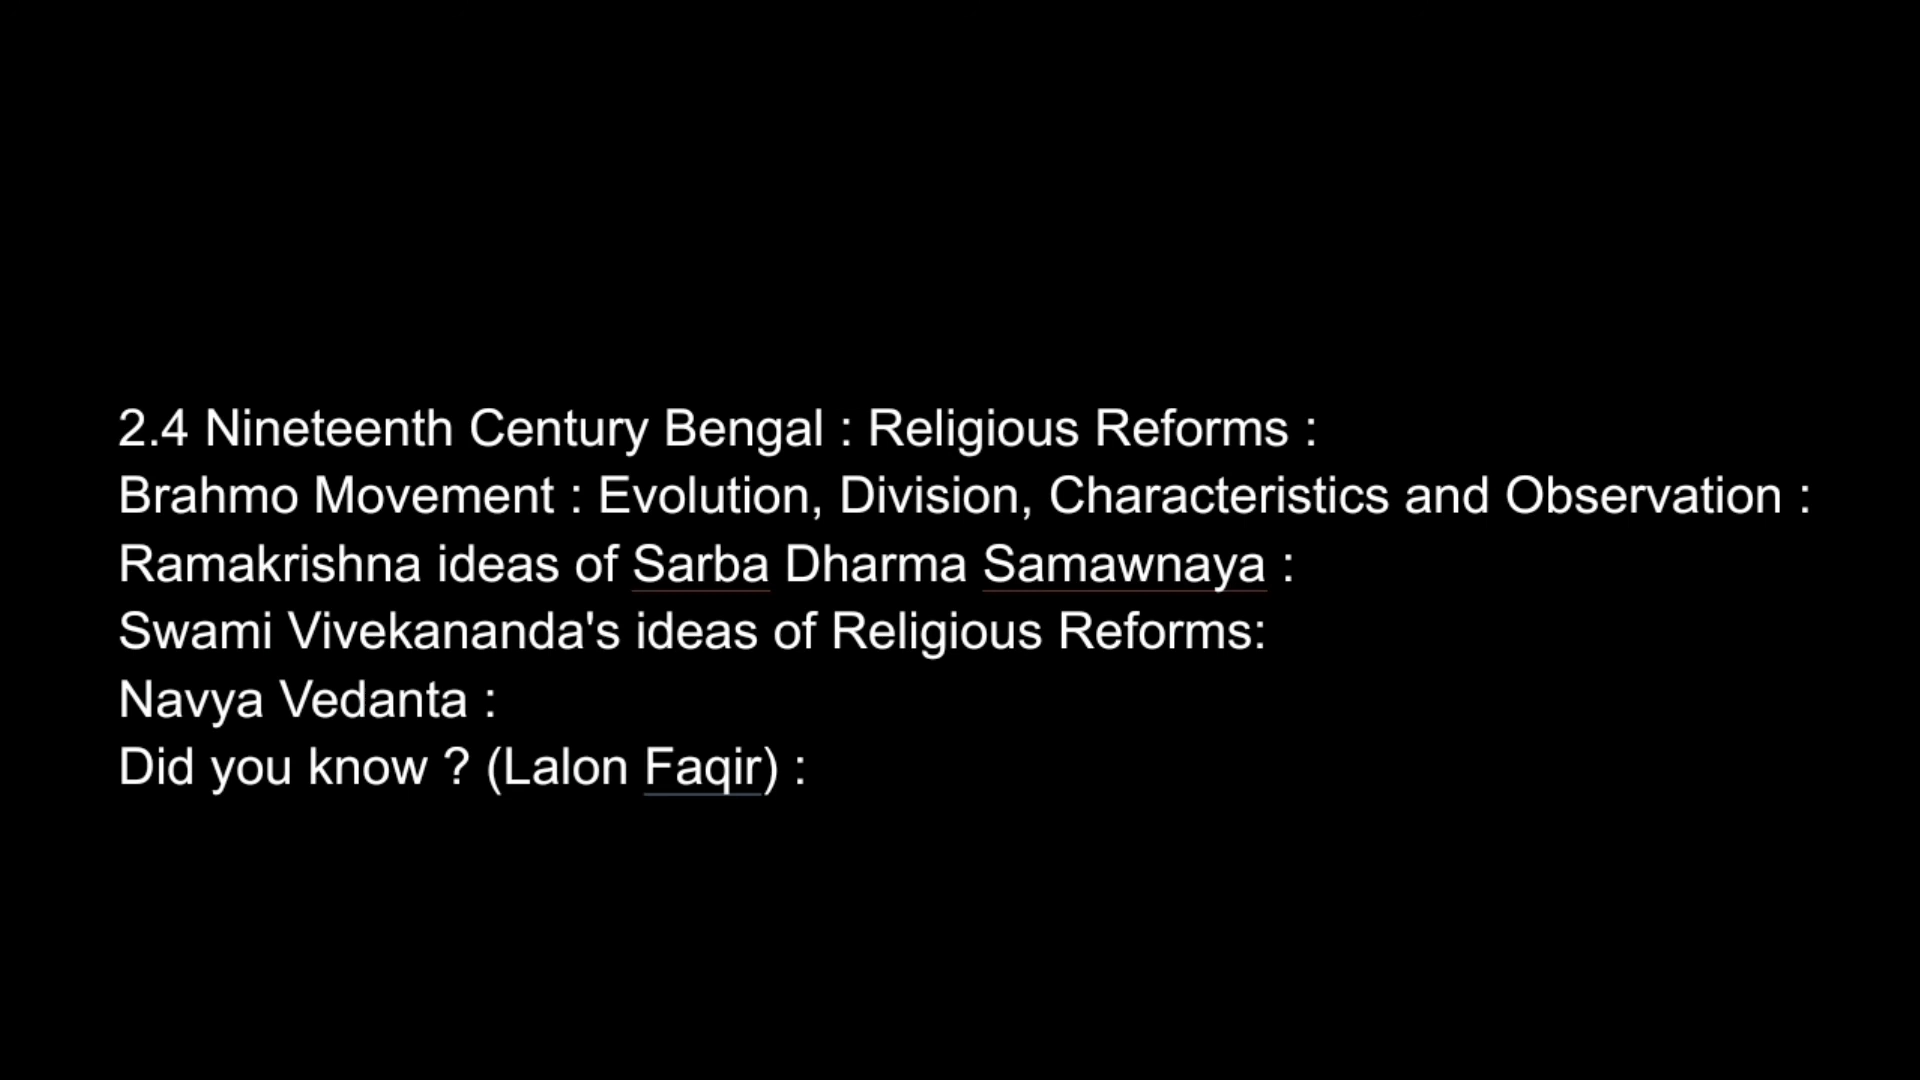 2.4 Nineteenth Century Bengal : Religious Reforms :
Brahmo Movement : Evolution, Division, Characteristics and Observation :
Ramakrishna ideas of Sarba Dharma Samawnaya :
Swami Vivekananda's ideas of Religious Reforms:
Navya Vedanta :
Did you know ? (Lalon Faqir) :